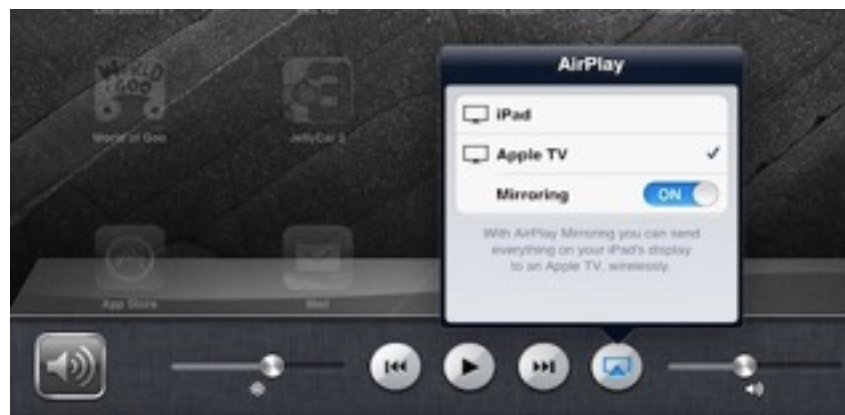 AirPlay
iPad
Apple TV
Mirroring ON
With AirPlay Mirroring you can send
everything on your iPad's display
to an Apple TV, wirelessly.
World of Goo
JellyCar 3
App Store
Mail